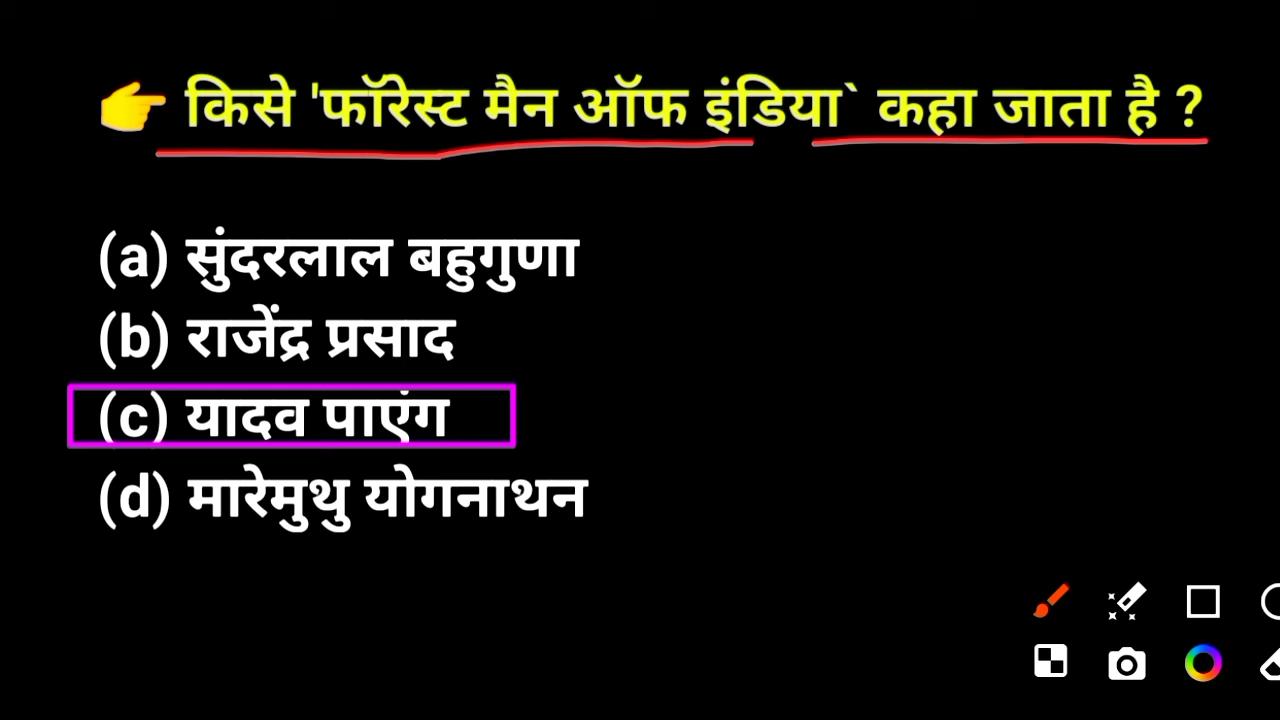 👉 किसे 'फॉरेस्ट मैन ऑफ इंडिया` कहा जाता है ?
(a) सुंदरलाल बहुगुणा
(b) राजेंद्र प्रसाद
(c) यादव पाएंग
(d) मारेमुथु योगनाथन